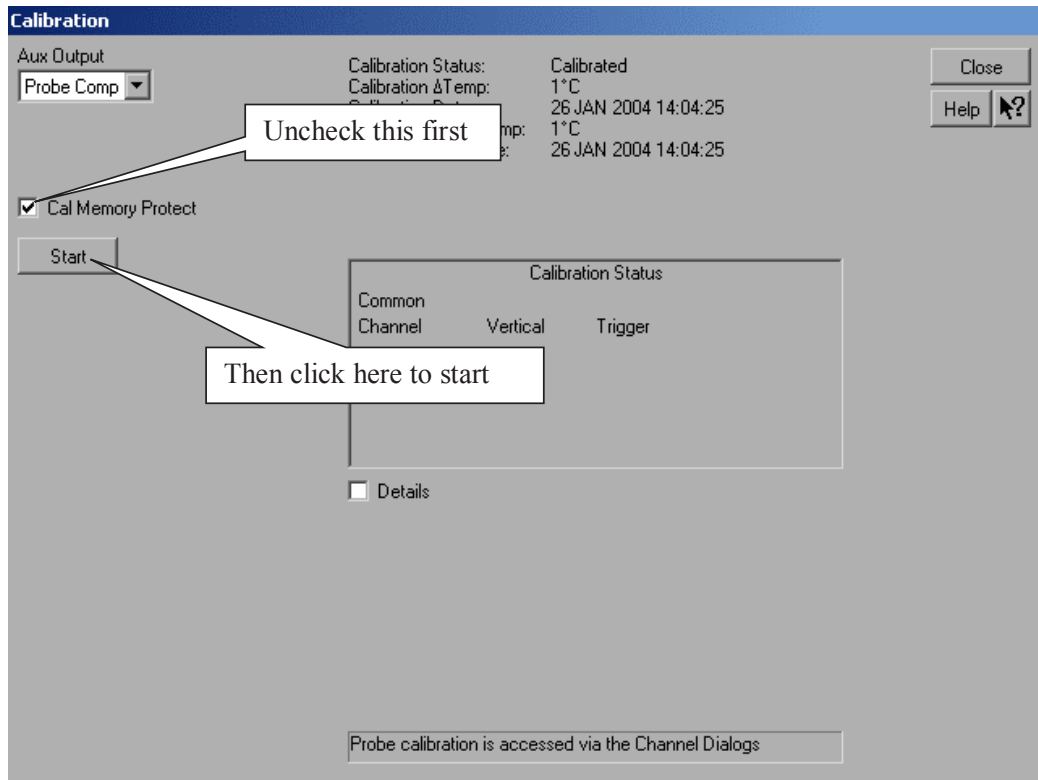 Calibration
Aux Output
Probe Comp
Calibration Status: Calibrated
Calibration ΔTemp: 1°C
26 JAN 2004 14:04:25
mp: 1°C
e: 26 JAN 2004 14:04:25
Close
Help
Uncheck this first
Cal Memory Protect
Start
Calibration Status
Common
Channel Vertical Trigger
Then click here to start
Details
Probe calibration is accessed via the Channel Dialogs